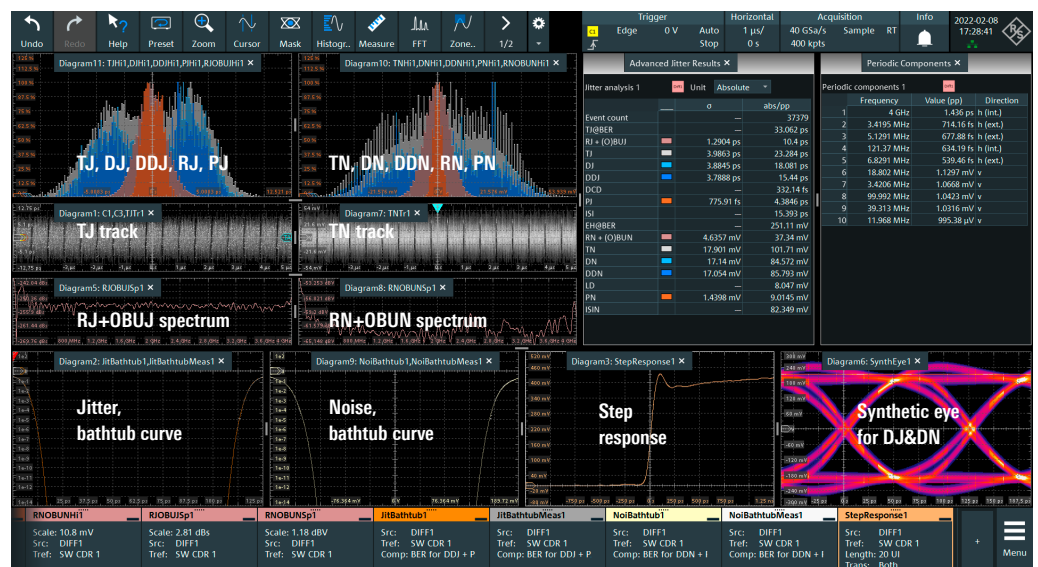 Undo Redo Help Preset Zoom Cursor Mask Histogr.. Measure FFT Zone.. 1/2
Trigger Horizontal Acquisition Info 2022-02-08
C1 Edge 0 V Auto 1 µs/ 40 GSa/s Sample RT 17:28:41
Stop 0 s 400 kpts
Diagram11: TJHi1,DJHi1,DDJHi1,PJHi1,RJOBUJHi1 ×
TJ, DJ, DDJ, RJ, PJ
Diagram10: TNHi1,DNHi1,DDNHi1,PNHi1,RNOBUNHi1 ×
TN, DN, DDN, RN, PN
Diagram1: C1,C3,TJTr1 ×
TJ track
Diagram7: TNTr1 ×
TN track
Diagram5: RJOBUJSp1 ×
RJ+OBUJ spectrum
Diagram8: RNOBUNSp1 ×
RN+OBUN spectrum
Advanced Jitter Results ×
Jitter analysis 1 Unit Absolute
σ abs/pp
Event count — 37379
TJ@BER — 33.062 ps
RJ + (O)BUJ 1.2904 ps 10.4 ps
TJ 3.9863 ps 23.284 ps
DJ 3.8845 ps 18.081 ps
DDJ 3.7888 ps 15.44 ps
DCD — 332.14 fs
PJ 775.91 fs 4.3846 ps
ISI — 15.393 ps
EH@BER — 251.11 mV
RN + (O)BUN 4.6357 mV 37.34 mV
TN 17.901 mV 101.71 mV
DN 17.14 mV 84.572 mV
DDN 17.054 mV 85.793 mV
LD — 8.047 mV
PN 1.4398 mV 9.0145 mV
ISIN — 82.349 mV
Periodic Components ×
Periodic components 1
Frequency Value (pp) Direction
1 4 GHz 1.436 ps h (int.)
2 3.4195 MHz 714.16 fs h (ext.)
3 5.1291 MHz 677.88 fs h (ext.)
4 121.37 MHz 634.19 fs h (int.)
5 6.8291 MHz 539.46 fs h (ext.)
6 18.802 MHz 1.1297 mV v
7 3.4206 MHz 1.0668 mV v
8 99.992 MHz 1.0423 mV v
9 39.313 MHz 1.0316 mV v
10 11.968 MHz 995.38 µV v
Diagram2: JitBathtub1,JitBathtubMeas1 ×
Jitter,
bathtub curve
Diagram9: NoiBathtub1,NoiBathtubMeas1 ×
Noise,
bathtub curve
Diagram3: StepResponse1 ×
Step
response
Diagram6: SynthEye1 ×
Synthetic eye
for DJ&DN
RNOBUNHi1
Scale: 10.8 mV
Src: DIFF1
Tref: SW CDR 1
RJOBUJSp1
Scale: 2.81 dBs
Src: DIFF1
Tref: SW CDR 1
RNOBUNSp1
Scale: 1.18 dBV
Src: DIFF1
Tref: SW CDR 1
JitBathtub1
Src: DIFF1
Tref: SW CDR 1
Comp: BER for DDJ + P
JitBathtubMeas1
Src: DIFF1
Tref: SW CDR 1
Comp: BER for DDJ + P
NoiBathtub1
Src: DIFF1
Tref: SW CDR 1
Comp: BER for DDN + I
NoiBathtubMeas1
Src: DIFF1
Tref: SW CDR 1
Comp: BER for DDN + I
StepResponse1
Src: DIFF1
Tref: SW CDR 1
Length: 20 UI
Trans: Both
+
Menu